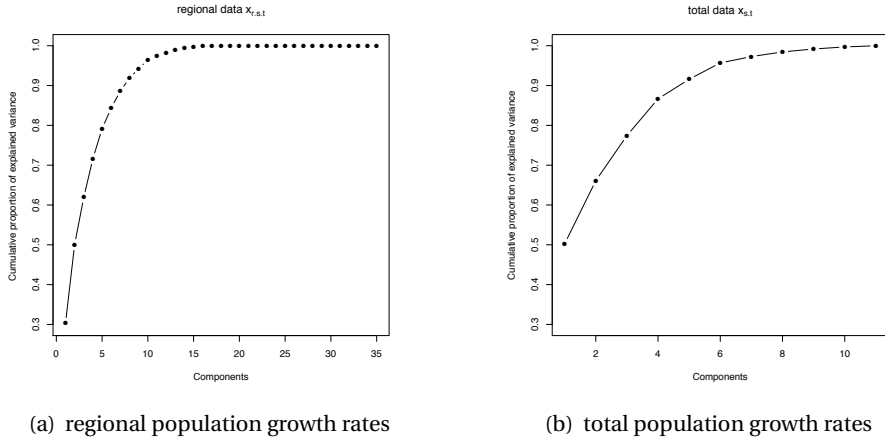 regional data x_r.s.t
Cumulative proportion of explained variance
1.0
0.9
0.8
0.7
0.6
0.5
0.4
0.3
0 5 10 15 20 25 30 35
Components
(a) regional population growth rates
total data x_s.t
Cumulative proportion of explained variance
1.0
0.9
0.8
0.7
0.6
0.5
0.4
0.3
2 4 6 8 10
Components
(b) total population growth rates